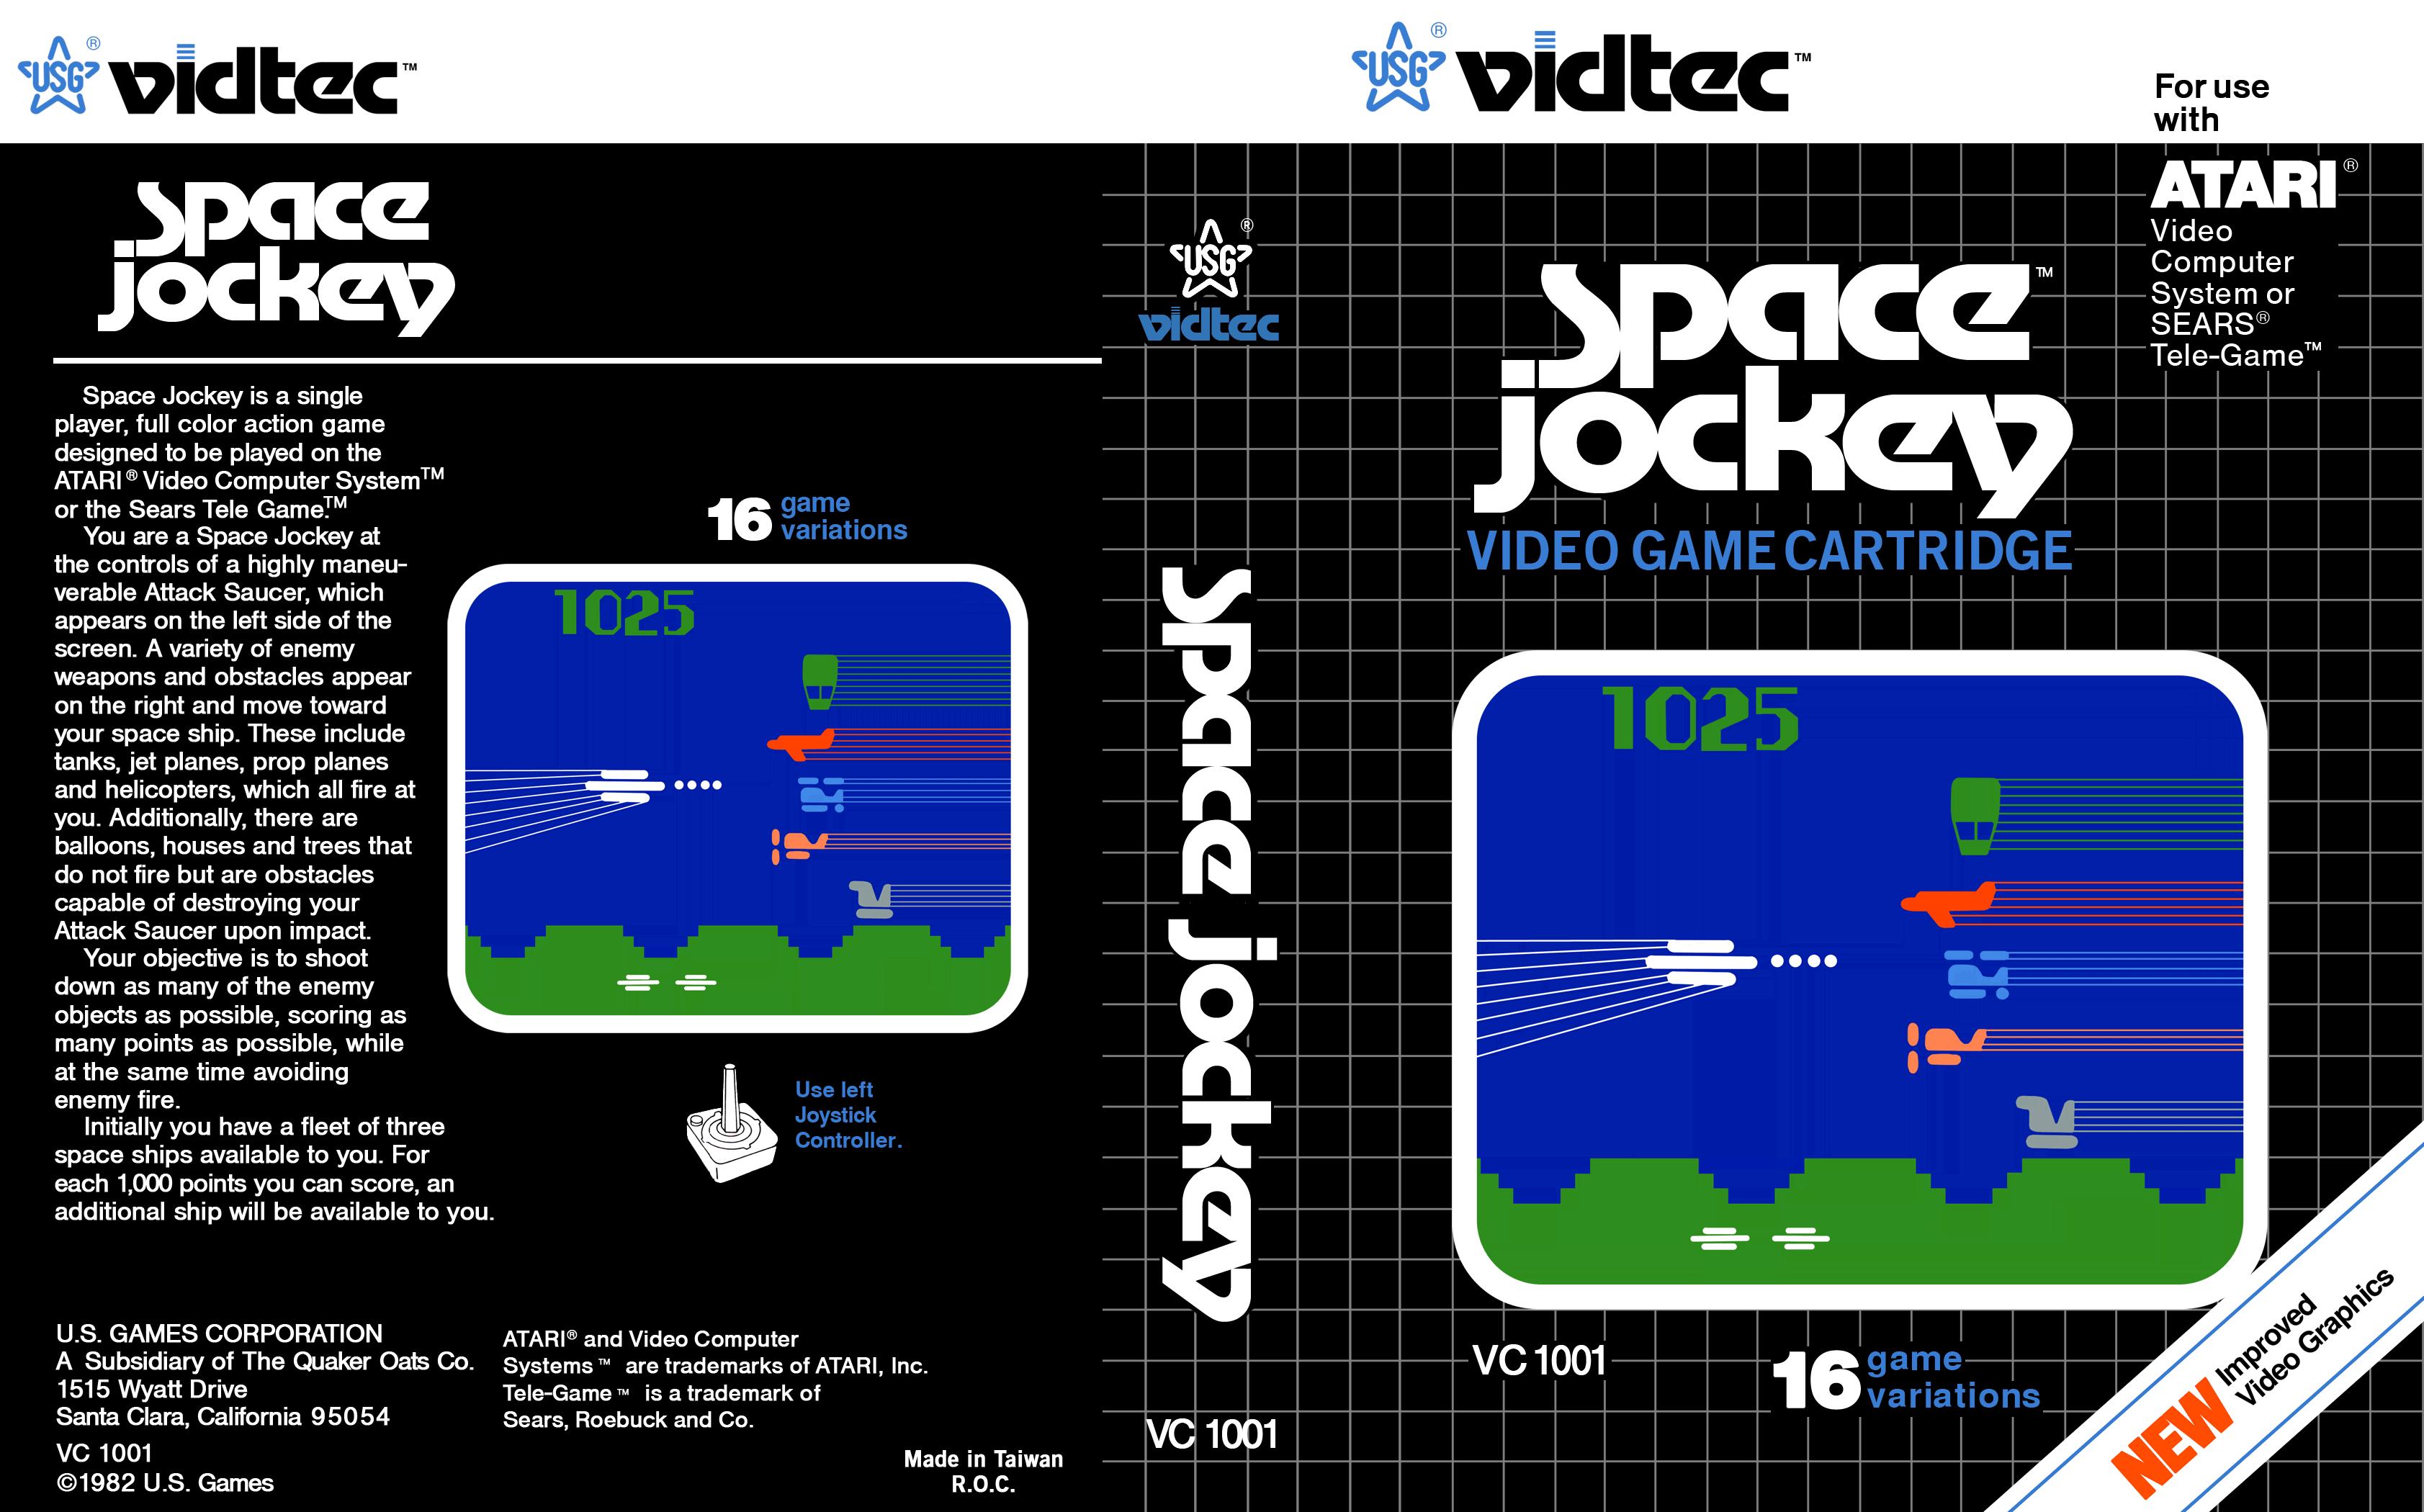 USG® vidtec™
space
jockey
Space Jockey is a single
player, full color action game
designed to be played on the
ATARI® Video Computer System™
or the Sears Tele Game.™
You are a Space Jockey at
the controls of a highly maneu-
verable Attack Saucer, which
appears on the left side of the
screen. A variety of enemy
weapons and obstacles appear
on the right and move toward
your space ship. These include
tanks, jet planes, prop planes
and helicopters, which all fire at
you. Additionally, there are
balloons, houses and trees that
do not fire but are obstacles
capable of destroying your
Attack Saucer upon impact.
Your objective is to shoot
down as many of the enemy
objects as possible, scoring as
many points as possible, while
at the same time avoiding
enemy fire.
Initially you have a fleet of three
space ships available to you. For
each 1,000 points you can score, an
additional ship will be available to you.
16 game
variations
1025
Use left
Joystick
Controller.
U.S. GAMES CORPORATION
A Subsidiary of The Quaker Oats Co.
1515 Wyatt Drive
Santa Clara, California 95054
VC 1001
©1982 U.S. Games
ATARI® and Video Computer
Systems™ are trademarks of ATARI, Inc.
Tele-Game™ is a trademark of
Sears, Roebuck and Co.
Made in Taiwan
R.O.C.
USG®
vidtec
space jockey
VC 1001
USG® vidtec™
For use
with
ATARI®
Video
Computer
System or
SEARS®
Tele-Game™
space™
jockey
VIDEO GAME CARTRIDGE
1025
VC 1001
16 game
variations
NEW Improved
Video Graphics